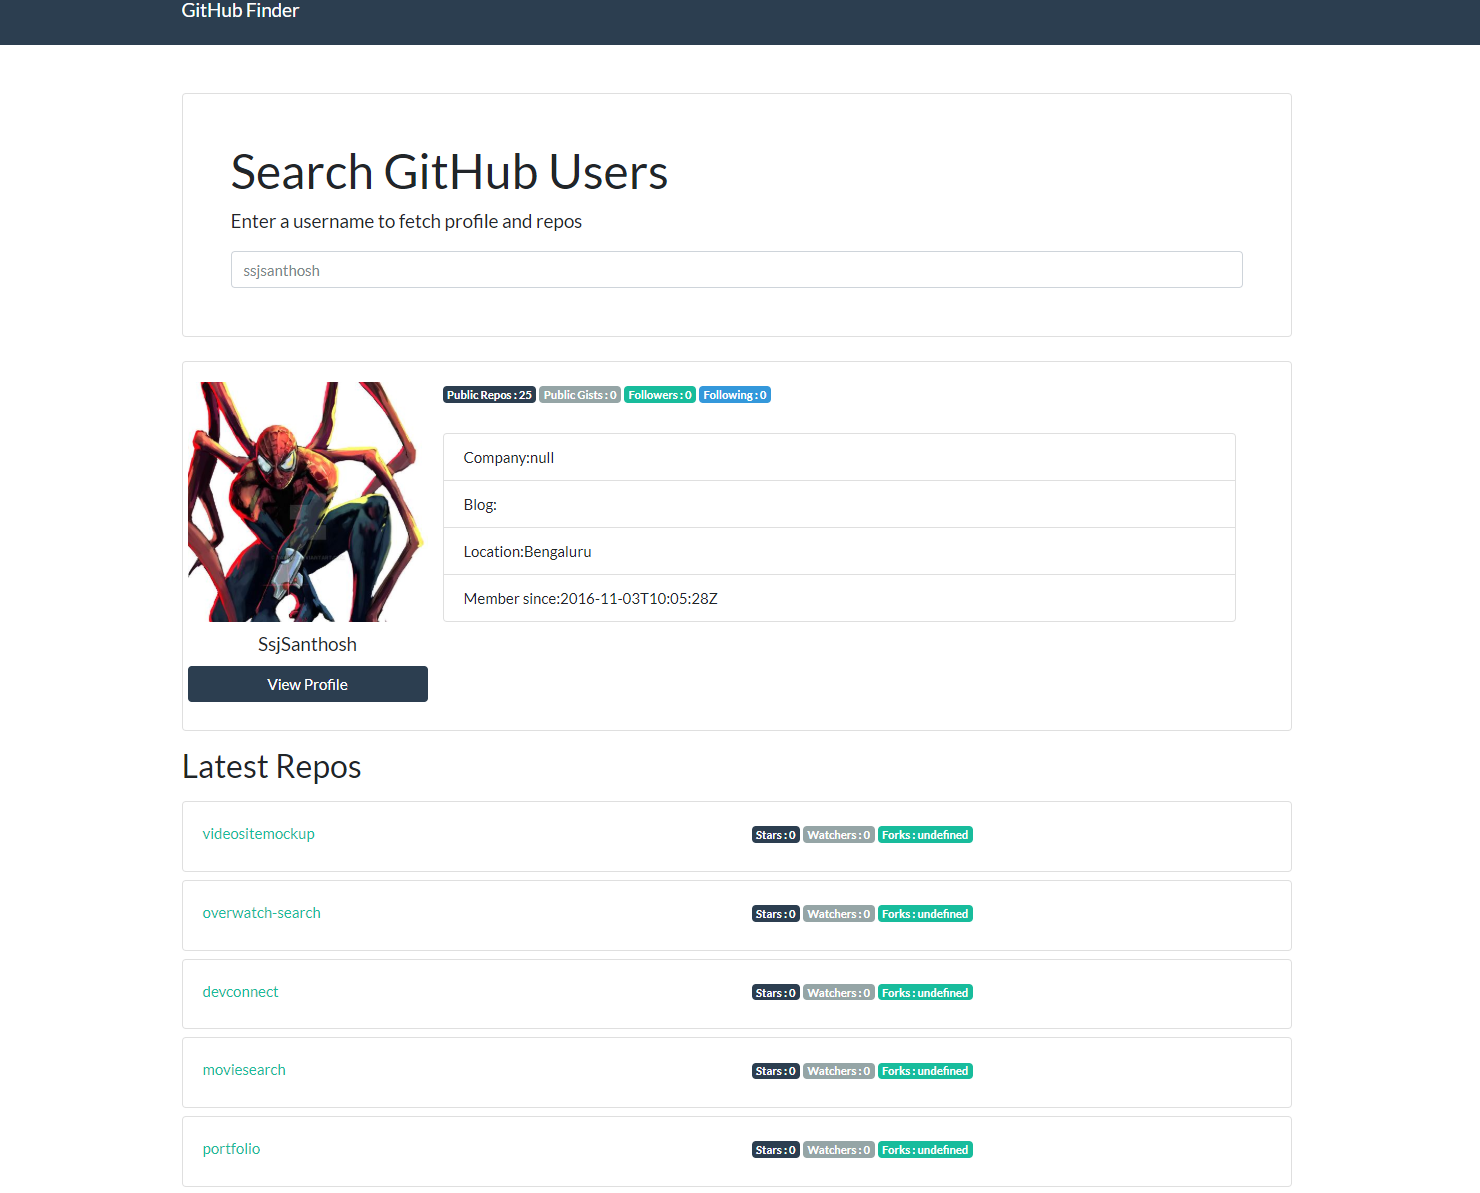 GitHub Finder
Search GitHub Users
Enter a username to fetch profile and repos
ssjsanthosh
Public Repos : 25 Public Gists : 0 Followers : 0 Following : 0
Company:null
Blog:
Location:Bengaluru
Member since:2016-11-03T10:05:28Z
SsjSanthosh
View Profile
Latest Repos
videositemockup Stars : 0 Watchers : 0 Forks : undefined
overwatch-search Stars : 0 Watchers : 0 Forks : undefined
devconnect Stars : 0 Watchers : 0 Forks : undefined
moviesearch Stars : 0 Watchers : 0 Forks : undefined
portfolio Stars : 0 Watchers : 0 Forks : undefined